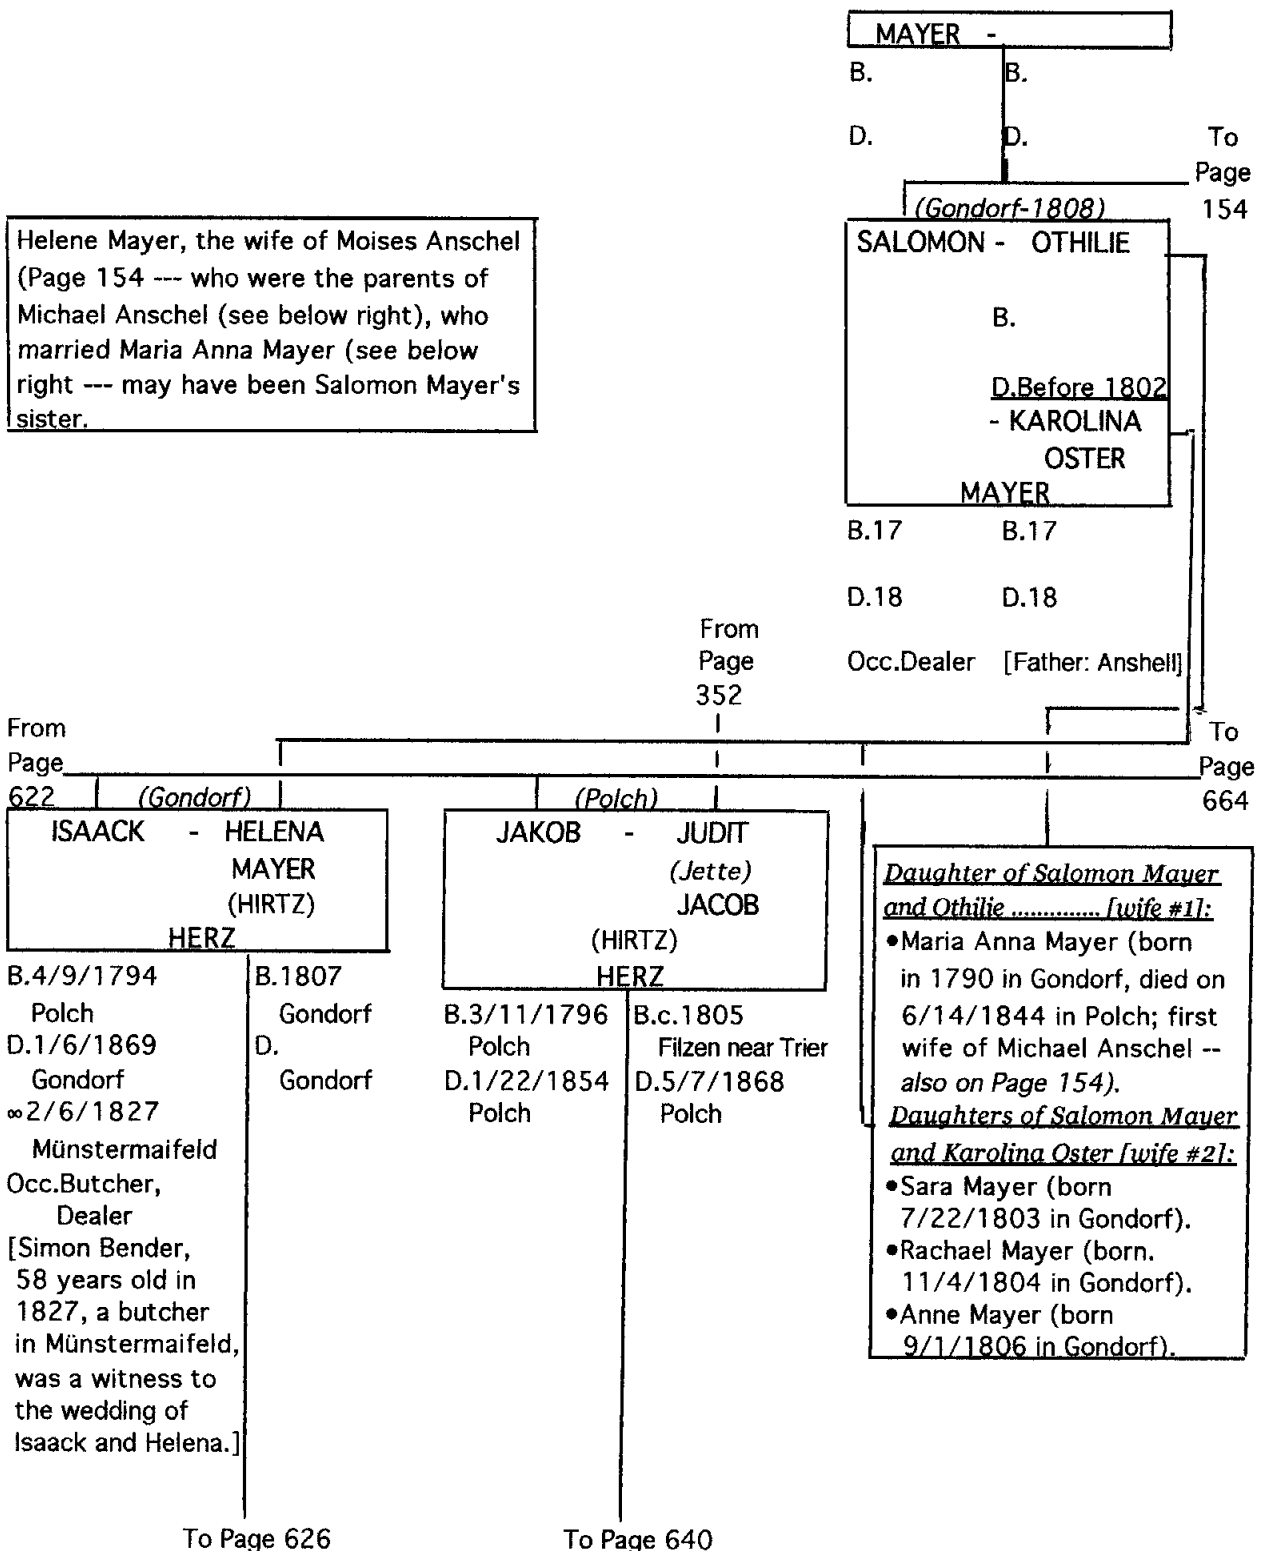 MAYER -
B. B.
D. D.
To
Page
154
(Gondorf-1808)
Helene Mayer, the wife of Moises Anschel
(Page 154 --- who were the parents of
Michael Anschel (see below right), who
married Maria Anna Mayer (see below
right --- may have been Salomon Mayer's
sister.
SALOMON - OTHILIE
B.
D.Before 1802
- KAROLINA
OSTER
MAYER
B.17 B.17
D.18 D.18
Occ.Dealer [Father: Anshell]
From
Page
352
From
Page
622
To
Page
664
(Gondorf)
ISAACK - HELENA
MAYER
(HIRTZ)
HERZ
B.4/9/1794 B.1807
Polch Gondorf
D.1/6/1869 D.
Gondorf Gondorf
∞2/6/1827
Münstermaifeld
Occ.Butcher,
Dealer
[Simon Bender,
58 years old in
1827, a butcher
in Münstermaifeld,
was a witness to
the wedding of
Isaack and Helena.]
To Page 626
(Polch)
JAKOB - JUDIT
(Jette)
JACOB
(HIRTZ)
HERZ
B.3/11/1796 B.c.1805
Polch Filzen near Trier
D.1/22/1854 D.5/7/1868
Polch Polch
To Page 640
Daughter of Salomon Mayer
and Othilie .............. [wife #1]:
•Maria Anna Mayer (born
in 1790 in Gondorf, died on
6/14/1844 in Polch; first
wife of Michael Anschel --
also on Page 154).
Daughters of Salomon Mayer
and Karolina Oster [wife #2]:
•Sara Mayer (born
7/22/1803 in Gondorf).
•Rachael Mayer (born.
11/4/1804 in Gondorf).
•Anne Mayer (born
9/1/1806 in Gondorf).